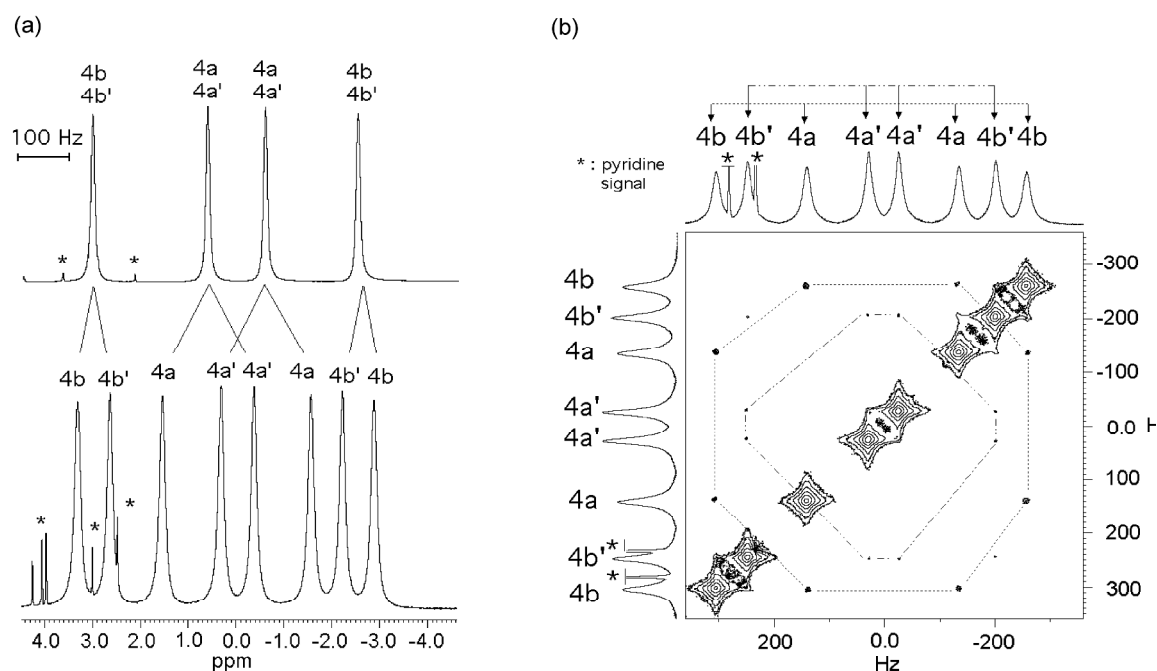 (a)
4b 4a 4a 4b
4b' 4a' 4a' 4b'
100 Hz
* *
4b 4b' 4a 4a' 4a' 4a 4b' 4b
* * *
4.0 3.0 2.0 1.0 0.0 -1.0 -2.0 -3.0 -4.0
ppm
(b)
4b 4b' 4a 4a' 4a' 4a 4b' 4b
* *
* : pyridine
signal
4b
4b'
4a
4a'
4a'
4a
*
4b'
*
4b
-300
-200
-100
0.0 H
100
200
300
200 0.0 -200
Hz